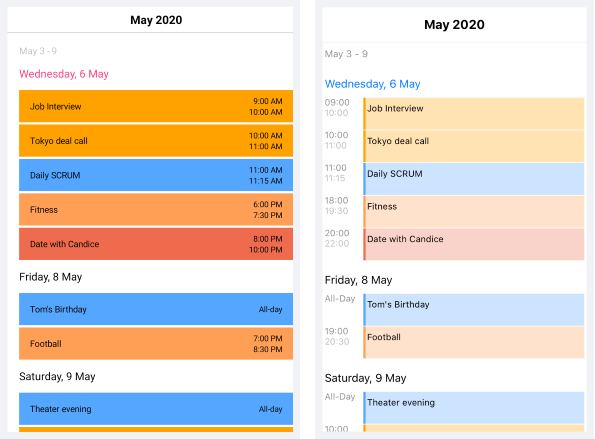 May 2020
May 3 - 9
Wednesday, 6 May
Job Interview
9:00 AM
10:00 AM
Tokyo deal call
10:00 AM
11:00 AM
Daily SCRUM
11:00 AM
11:15 AM
Fitness
6:00 PM
7:30 PM
Date with Candice
8:00 PM
10:00 PM
Friday, 8 May
Tom's Birthday
All-day
Football
7:00 PM
8:30 PM
Saturday, 9 May
Theater evening
All-day
May 2020
May 3 - 9
Wednesday, 6 May
09:00
10:00
Job Interview
10:00
11:00
Tokyo deal call
11:00
11:15
Daily SCRUM
18:00
19:30
Fitness
20:00
22:00
Date with Candice
Friday, 8 May
All-Day
Tom's Birthday
19:00
20:30
Football
Saturday, 9 May
All-Day
Theater evening
10:00